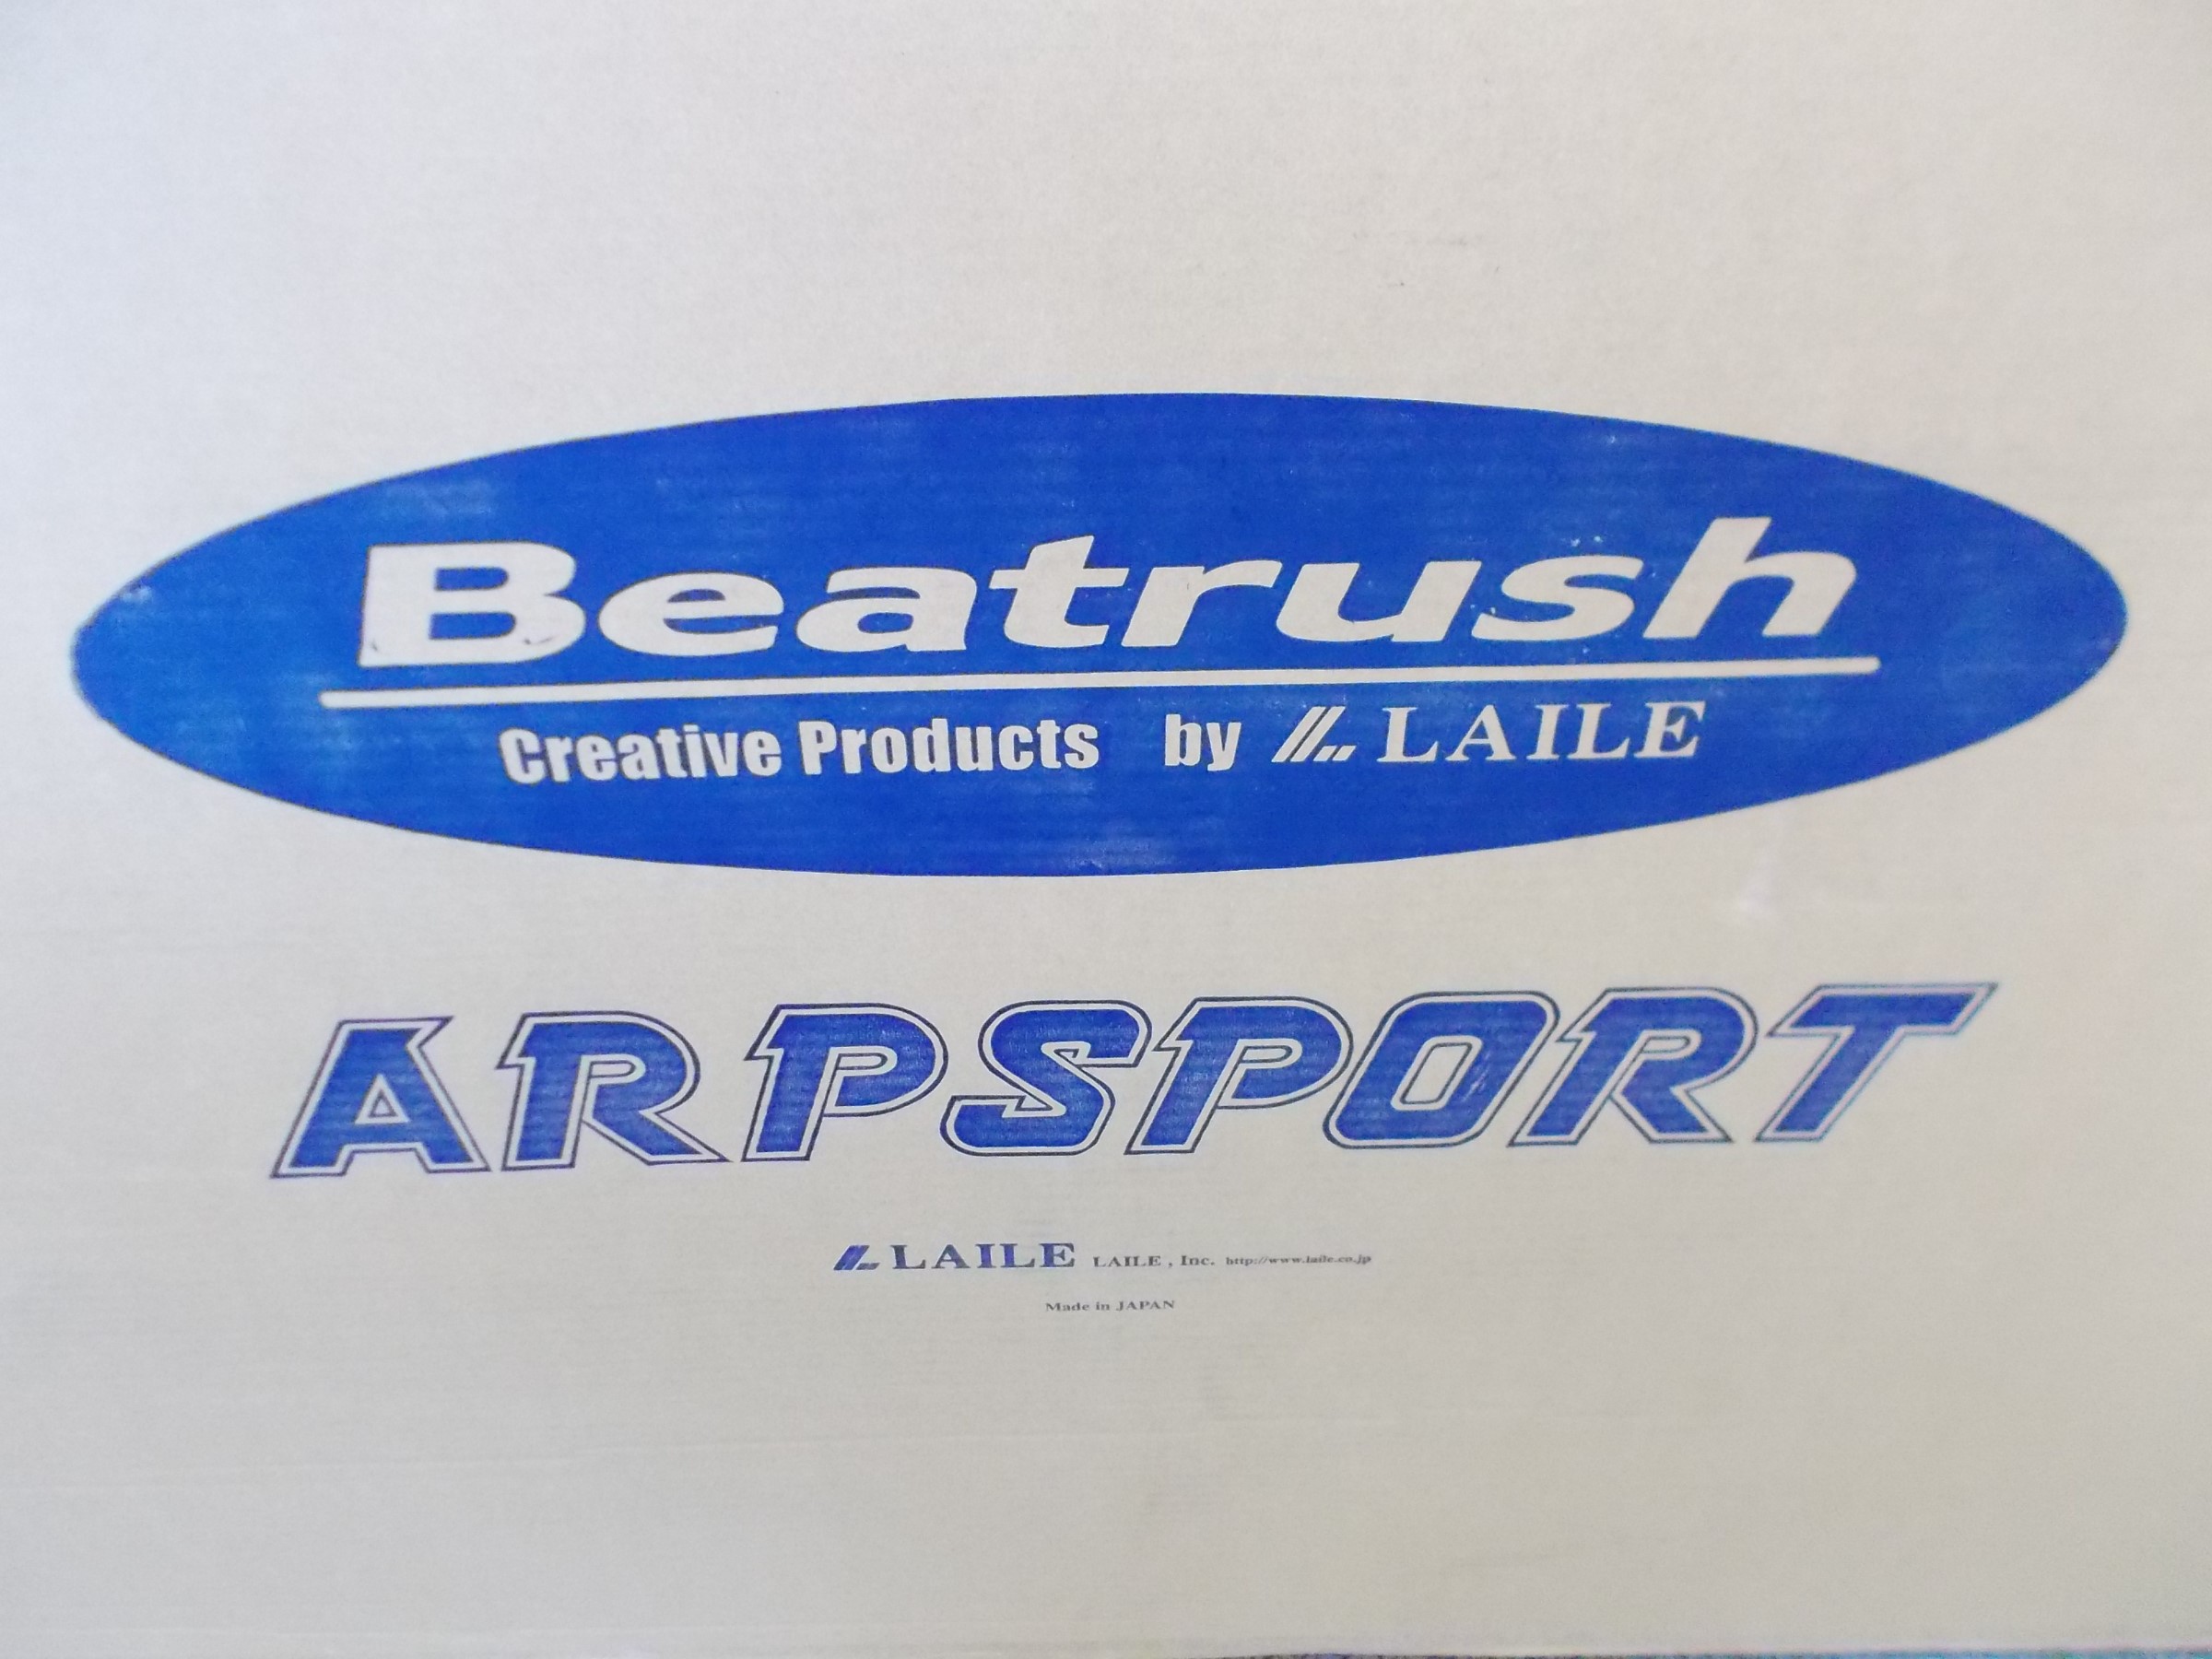 Beatrush
Creative Products by LAILE
ARPSPORT
LAILE LAILE , Inc. http://www.laile.co.jp
Made in JAPAN